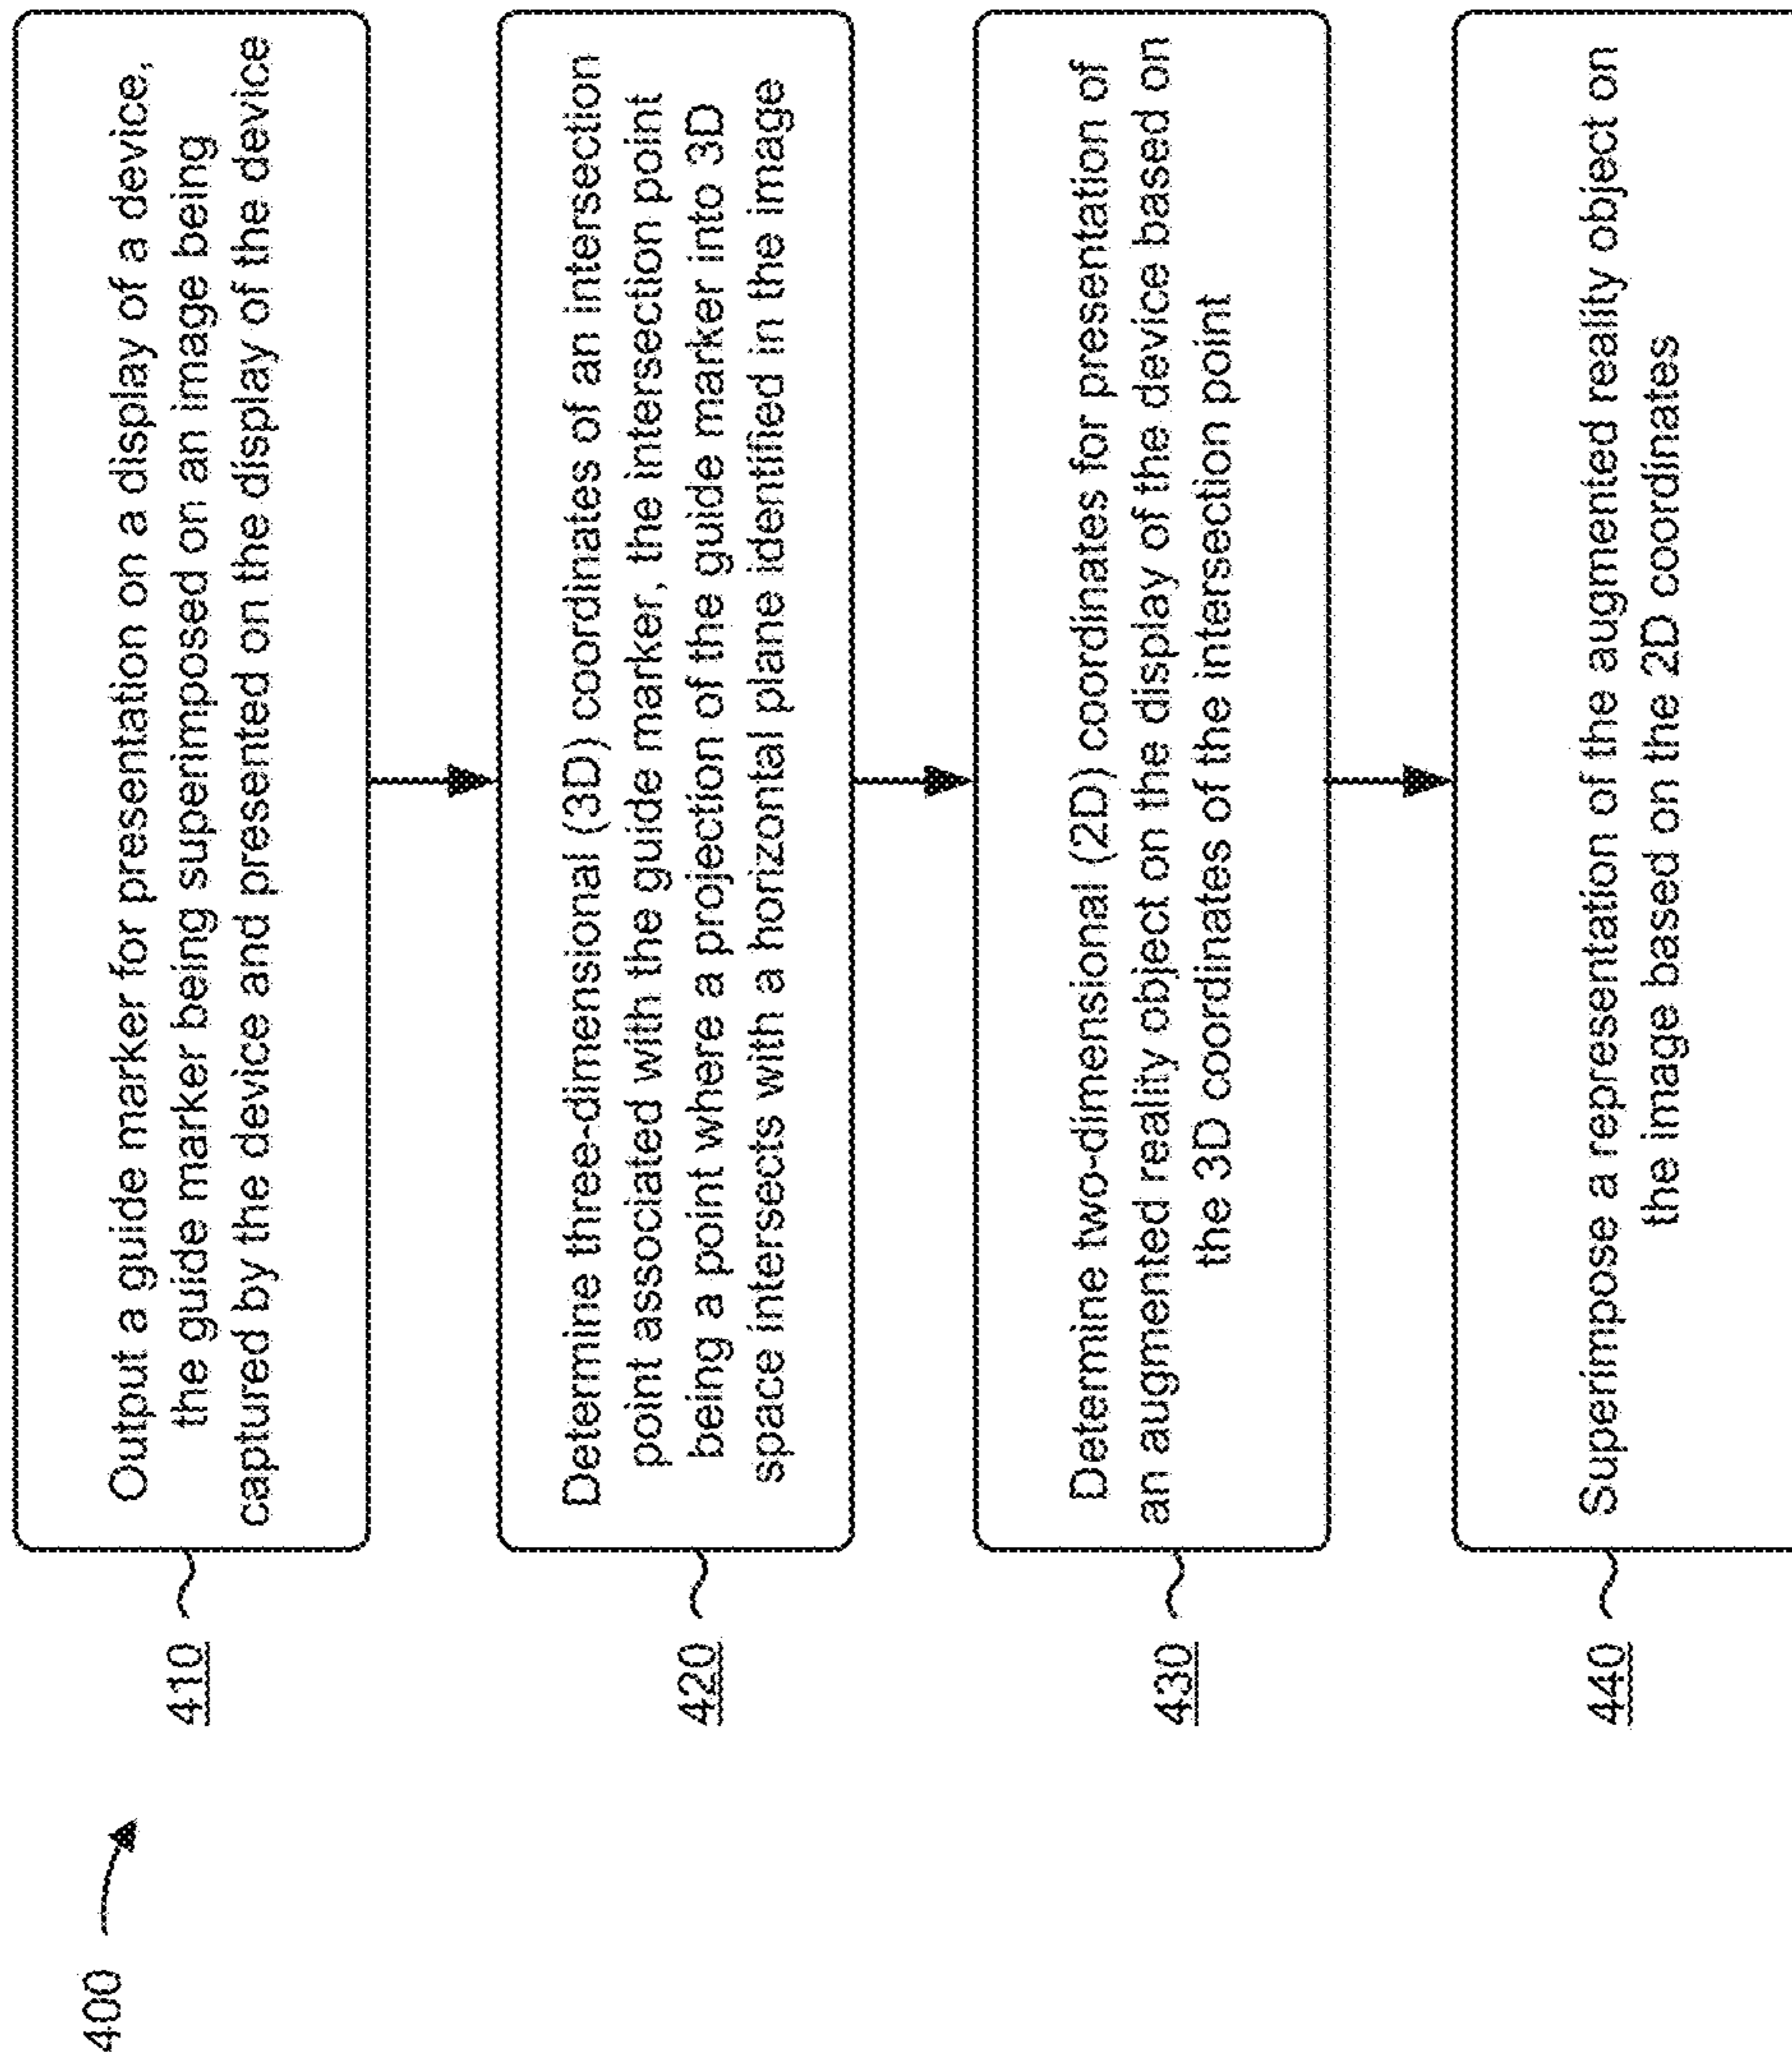 400
410
Output a guide marker for presentation on a display of a device,
the guide marker being superimposed on an image being
captured by the device and presented on the display of the device
420
Determine three-dimensional (3D) coordinates of an intersection
point associated with the guide marker, the intersection point
being a point where a projection of the guide marker into 3D
space intersects with a horizontal plane identified in the image
430
Determine two-dimensional (2D) coordinates for presentation of
an augmented reality object on the display of the device based on
the 3D coordinates of the intersection point
440
Superimpose a representation of the augmented reality object on
the image based on the 2D coordinates